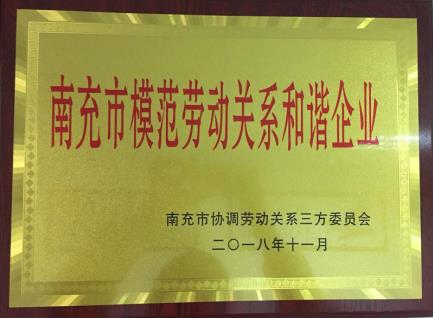 南充市模范劳动关系和谐企业
南充市协调劳动关系三方委员会
二〇一八年十一月